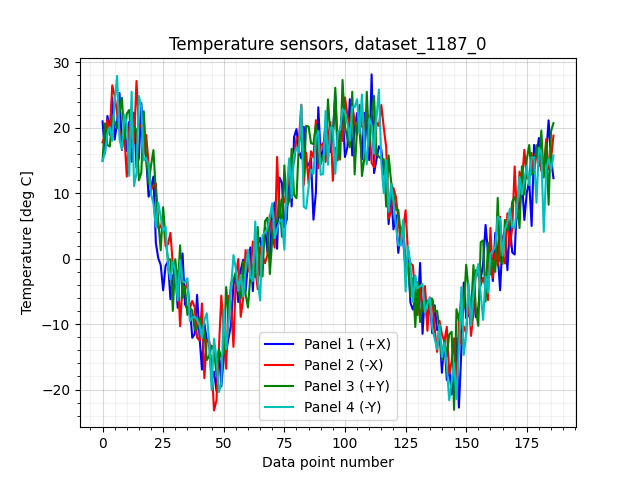 Temperature sensors, dataset_1187_0
Temperature [deg C]
30
20
10
0
−10
−20
Panel 1 (+X)
Panel 2 (-X)
Panel 3 (+Y)
Panel 4 (-Y)
0 25 50 75 100 125 150 175
Data point number